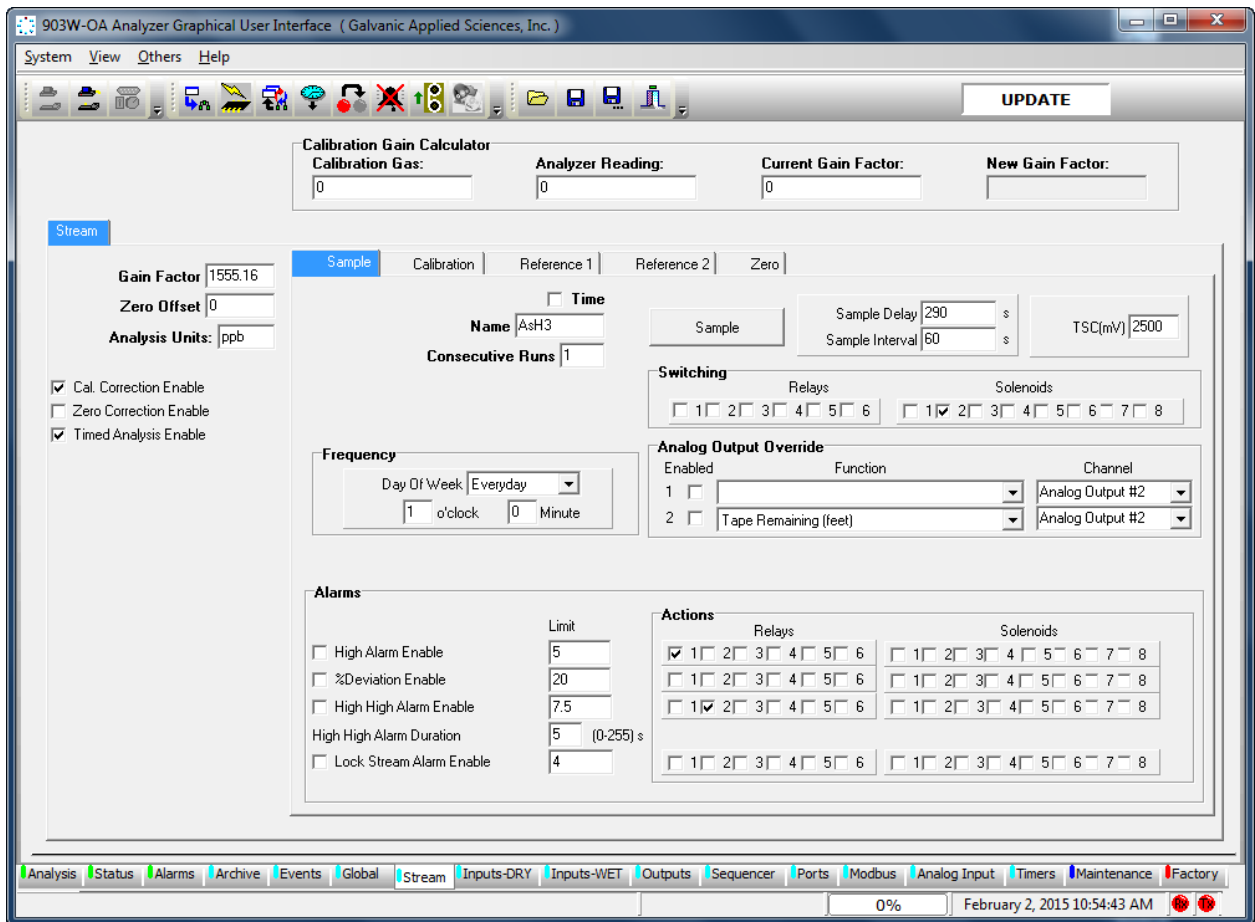 903W-OA Analyzer Graphical User Interface ( Galvanic Applied Sciences, Inc. )
System View Others Help
UPDATE
Calibration Gain Calculator
Calibration Gas: Analyzer Reading: Current Gain Factor: New Gain Factor:
0 0 0
Stream
Gain Factor 1555.16
Zero Offset 0
Analysis Units: ppb
Cal. Correction Enable
Zero Correction Enable
Timed Analysis Enable
Sample Calibration Reference 1 Reference 2 Zero
Time
Name AsH3
Consecutive Runs 1
Sample
Sample Delay 290 s
Sample Interval 60 s
TSC(mV) 2500
Switching
Relays Solenoids
1 2 3 4 5 6 1 2 3 4 5 6 7 8
Frequency
Day Of Week Everyday
1 o'clock 0 Minute
Analog Output Override
Enabled Function Channel
1 Analog Output #2
2 Tape Remaining (feet) Analog Output #2
Alarms
Limit
High Alarm Enable 5
%Deviation Enable 20
High High Alarm Enable 7.5
High High Alarm Duration 5 (0-255) s
Lock Stream Alarm Enable 4
Actions
Relays Solenoids
1 2 3 4 5 6 1 2 3 4 5 6 7 8
1 2 3 4 5 6 1 2 3 4 5 6 7 8
1 2 3 4 5 6 1 2 3 4 5 6 7 8
1 2 3 4 5 6 1 2 3 4 5 6 7 8
Analysis Status Alarms Archive Events Global Stream Inputs-DRY Inputs-WET Outputs Sequencer Ports Modbus Analog Input Timers Maintenance Factory
0% February 2, 2015 10:54:43 AM Rx Tx